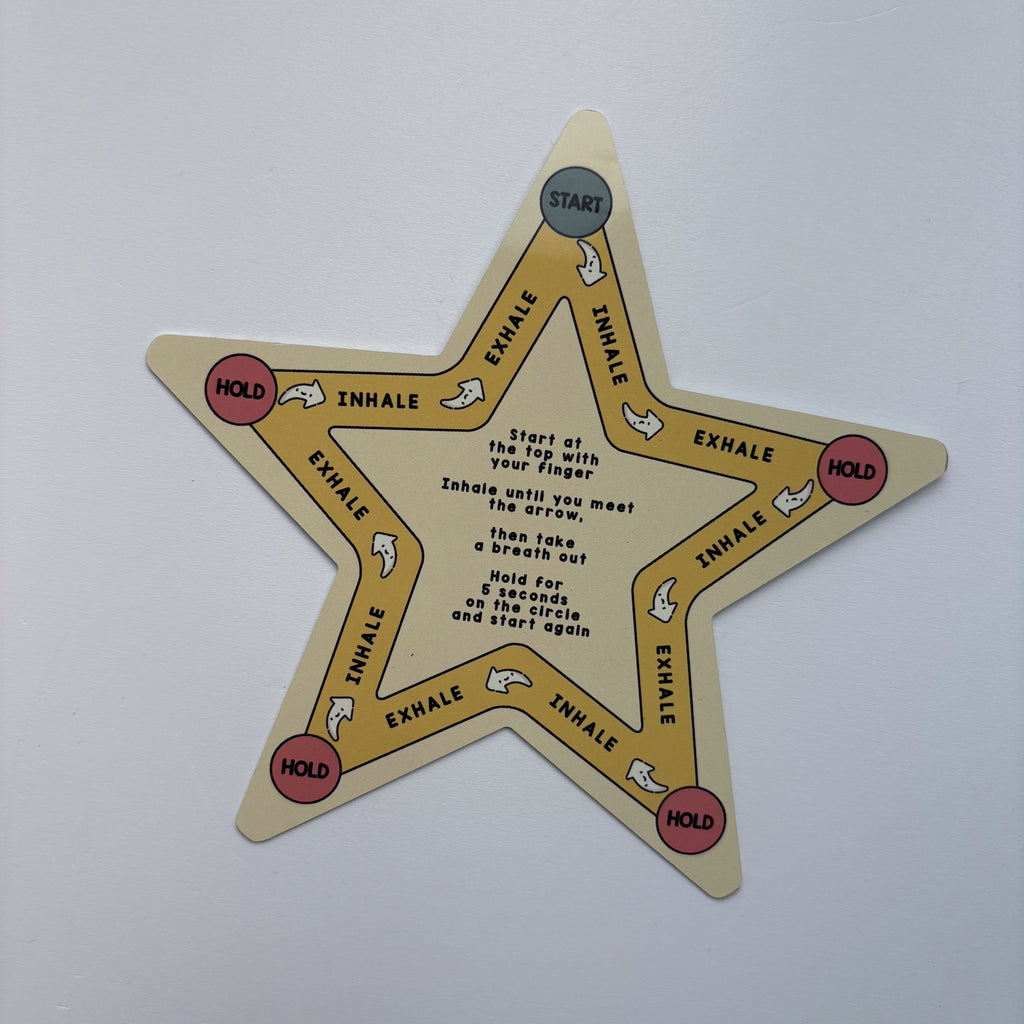 START
INHALE
EXHALE
HOLD
INHALE
EXHALE
HOLD
INHALE
EXHALE
HOLD
INHALE
EXHALE
HOLD
INHALE
EXHALE
Start at
the top with
your finger
Inhale until you meet
the arrow,
then take
a breath out
Hold for
5 seconds
on the circle
and start again